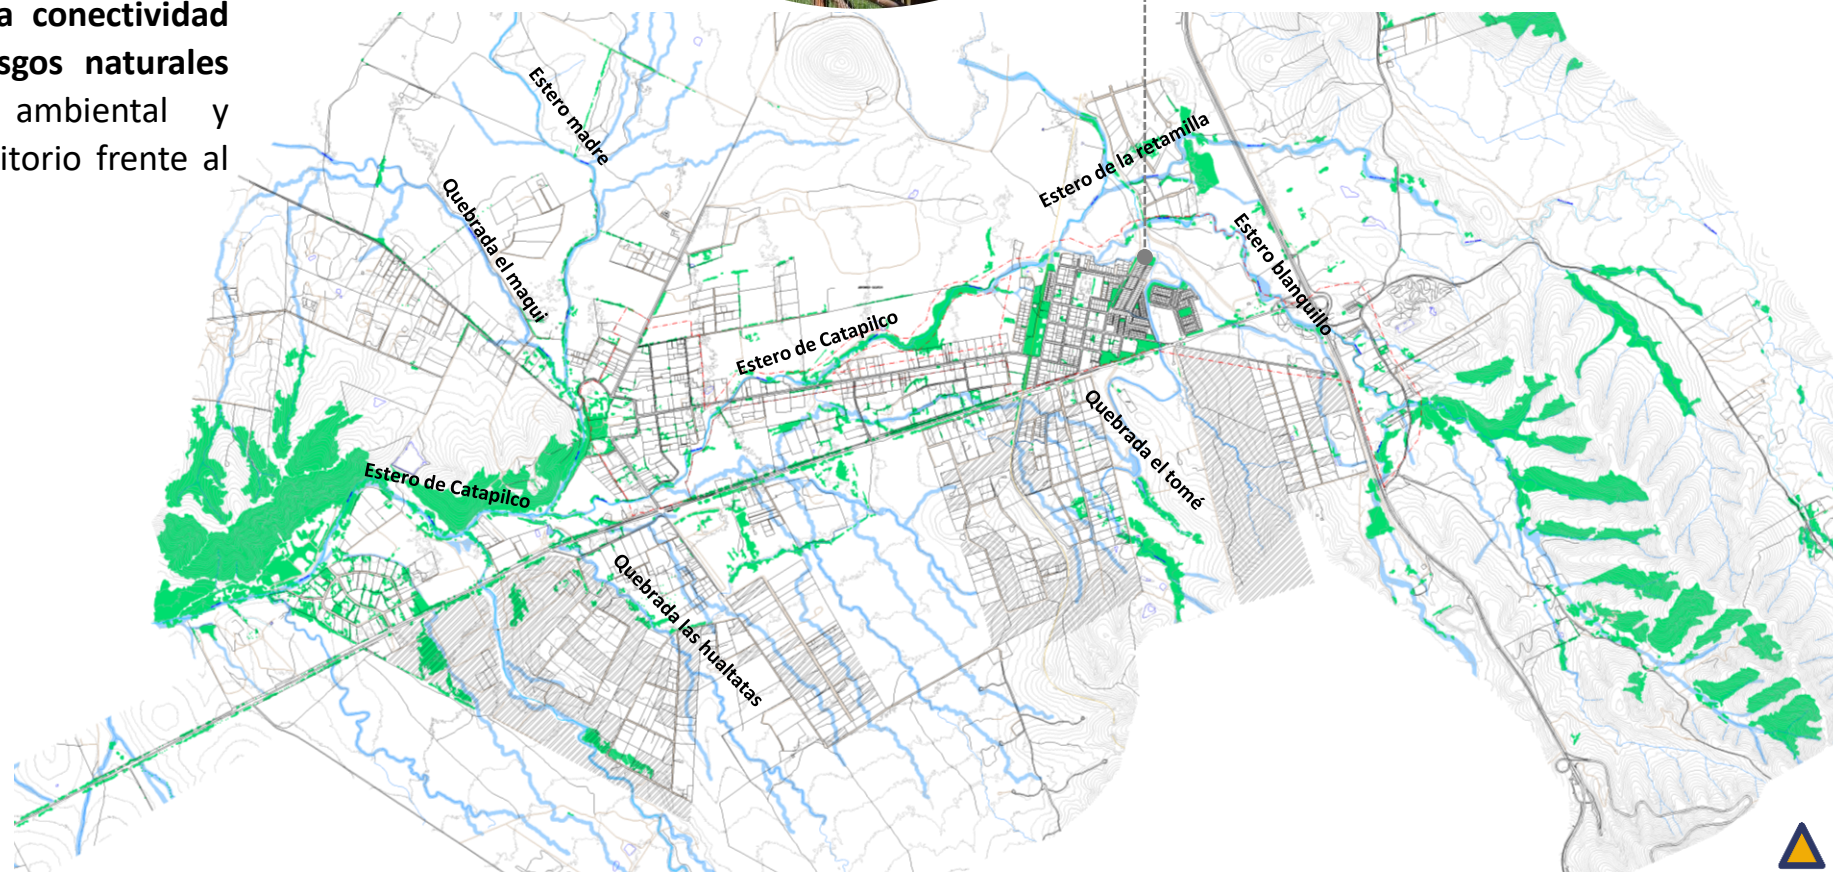 a conectividad
sgos naturales
ambiental y
itorio frente al
Estero madre
Quebrada el maqui
Estero de la retamilla
Estero blanquillo
Estero de Catapilco
Quebrada el tomé
Estero de Catapilco
Quebrada las hualtatas